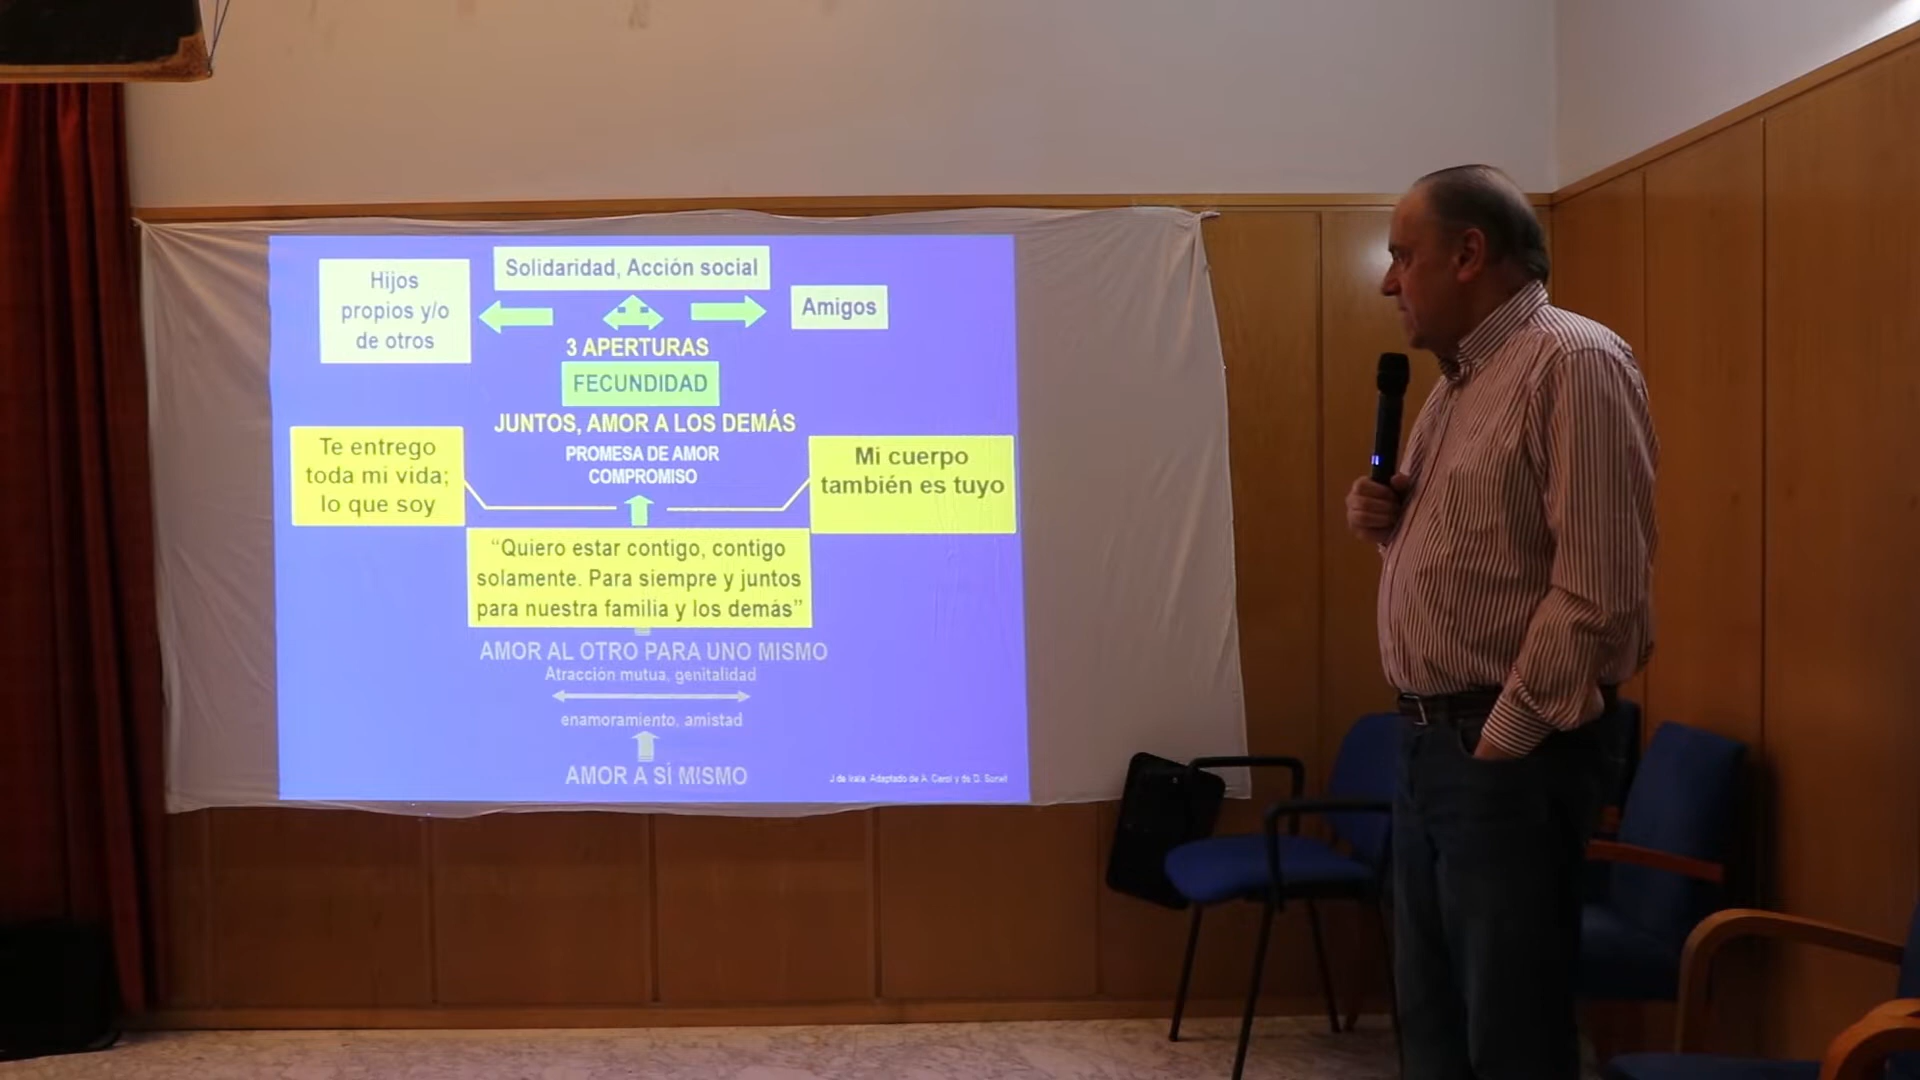 Solidaridad, Acción social
Hijos
propios y/o
de otros
Amigos
3 APERTURAS
FECUNDIDAD
JUNTOS, AMOR A LOS DEMÁS
PROMESA DE AMOR
COMPROMISO
Te entrego
toda mi vida;
lo que soy
Mi cuerpo
también es tuyo
“Quiero estar contigo, contigo
solamente. Para siempre y juntos
para nuestra familia y los demás”
AMOR AL OTRO PARA UNO MISMO
Atracción mutua, genitalidad
enamoramiento, amistad
AMOR A SÍ MISMO
Adaptado de A. y de D.